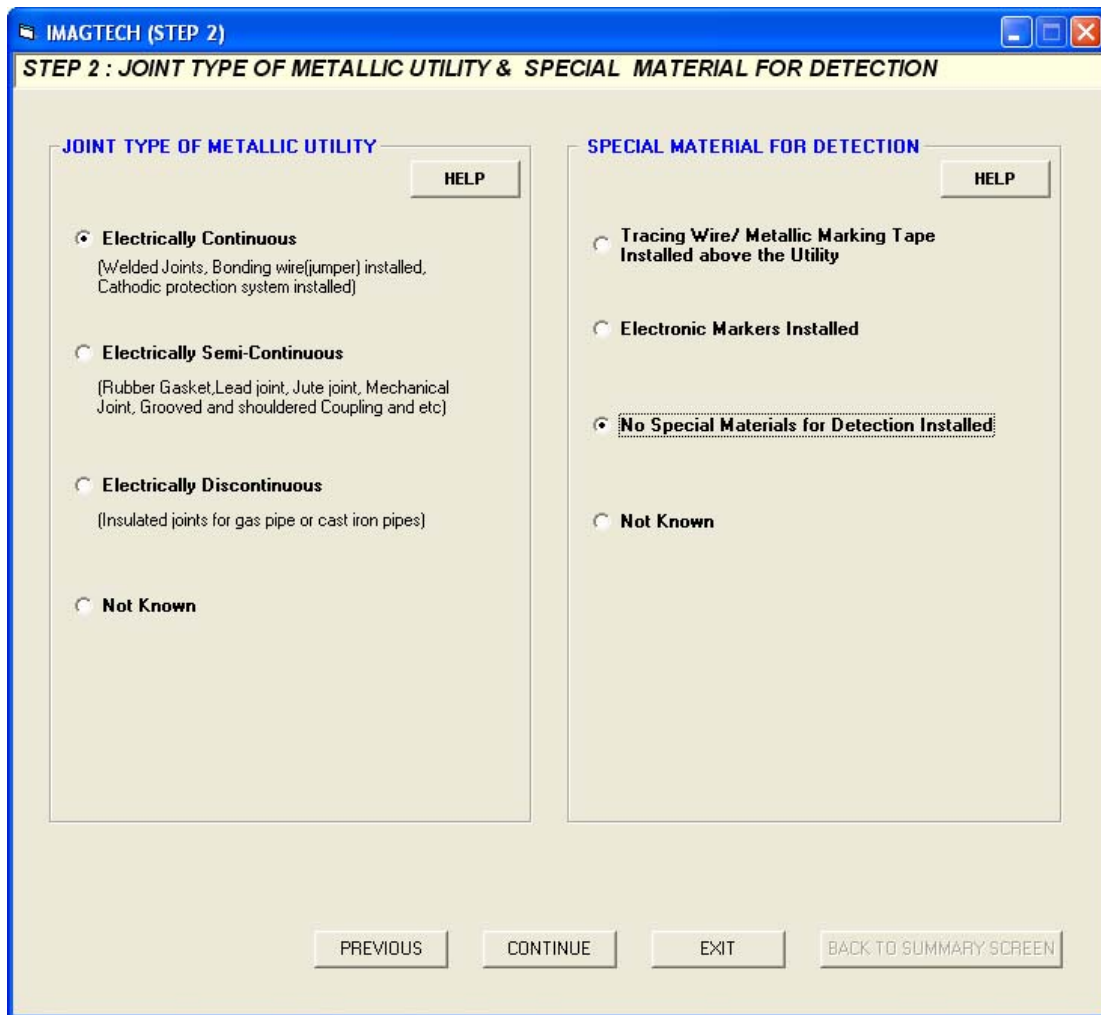 IMAGTECH (STEP 2)
STEP 2 : JOINT TYPE OF METALLIC UTILITY & SPECIAL MATERIAL FOR DETECTION
JOINT TYPE OF METALLIC UTILITY
HELP
Electrically Continuous
(Welded Joints, Bonding wire(jumper) installed,
Cathodic protection system installed)
Electrically Semi-Continuous
(Rubber Gasket,Lead joint, Jute joint, Mechanical
Joint, Grooved and shouldered Coupling and etc)
Electrically Discontinuous
(Insulated joints for gas pipe or cast iron pipes)
Not Known
SPECIAL MATERIAL FOR DETECTION
HELP
Tracing Wire/ Metallic Marking Tape
Installed above the Utility
Electronic Markers Installed
No Special Materials for Detection Installed
Not Known
PREVIOUS
CONTINUE
EXIT
BACK TO SUMMARY SCREEN